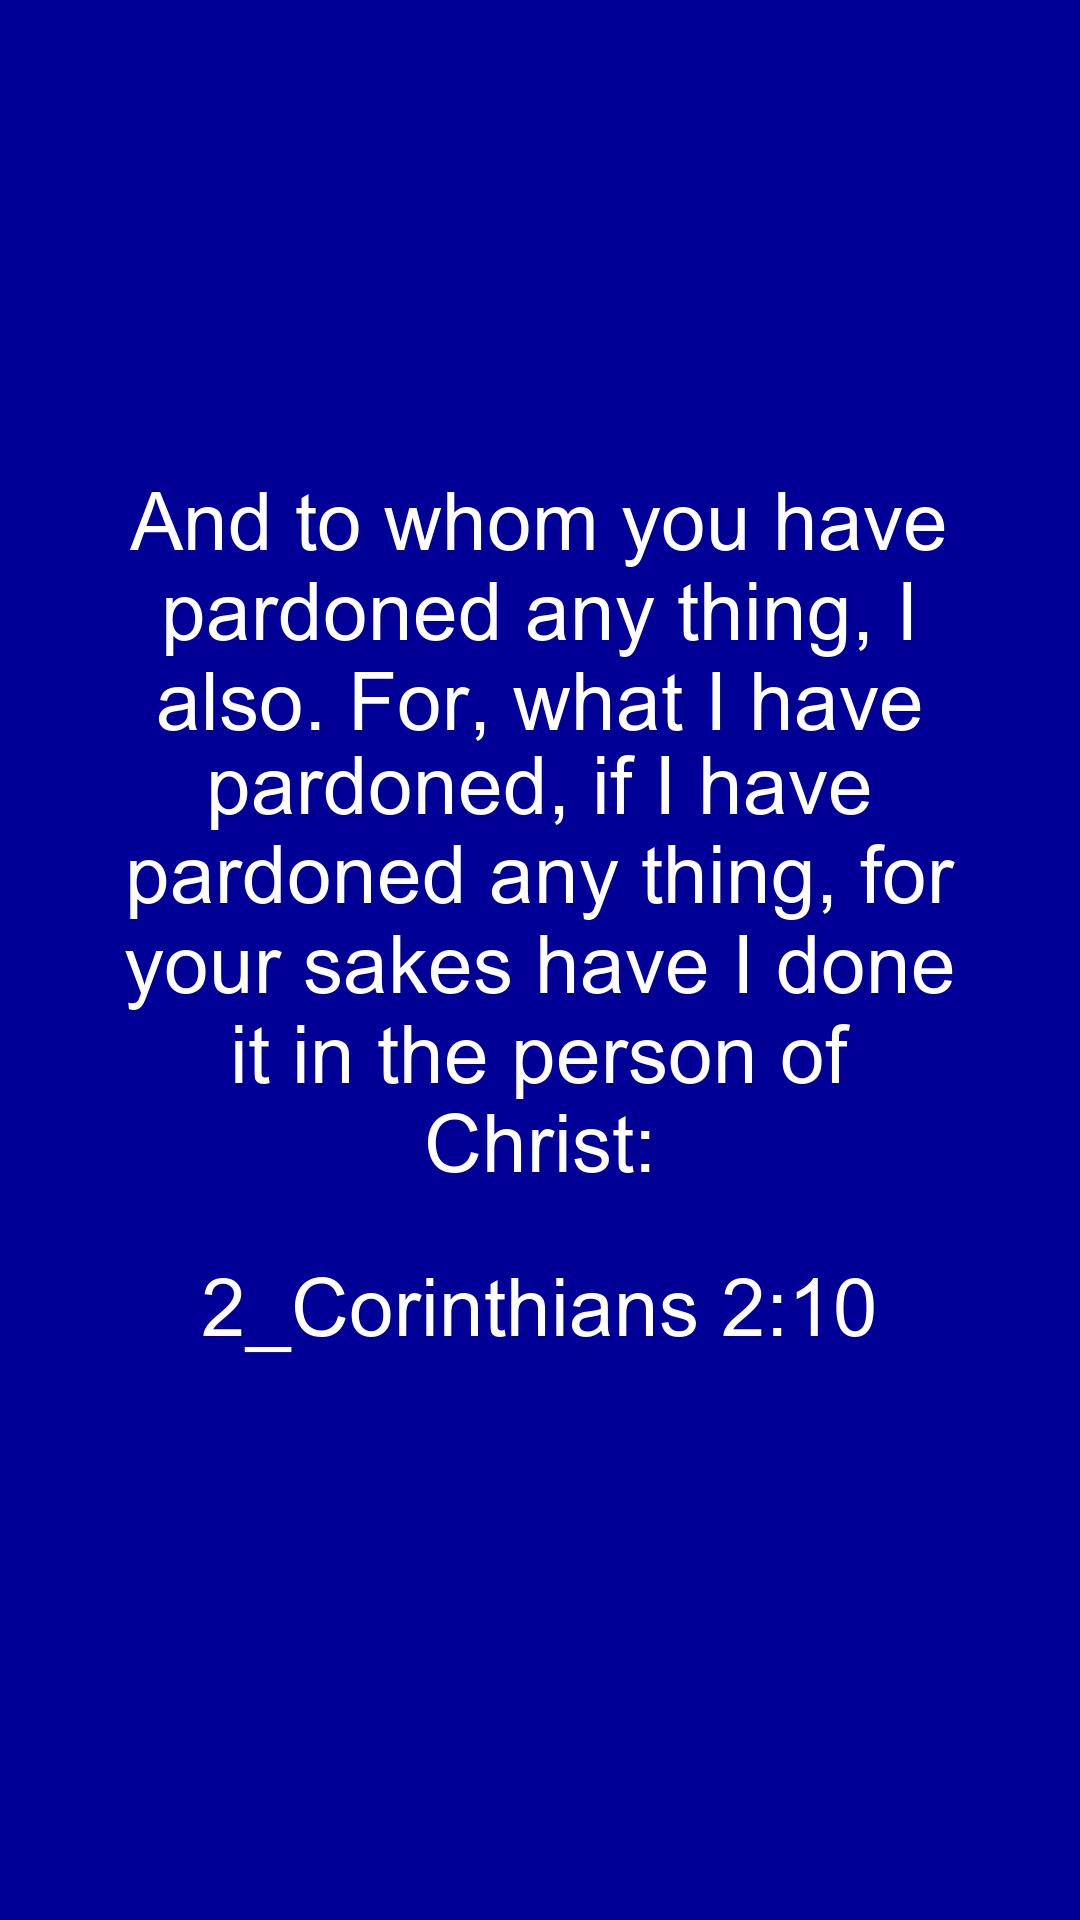 And to whom you have
pardoned any thing, I
also. For, what I have
pardoned, if I have
pardoned any thing, for
your sakes have I done
it in the person of
Christ:
2_Corinthians 2:10